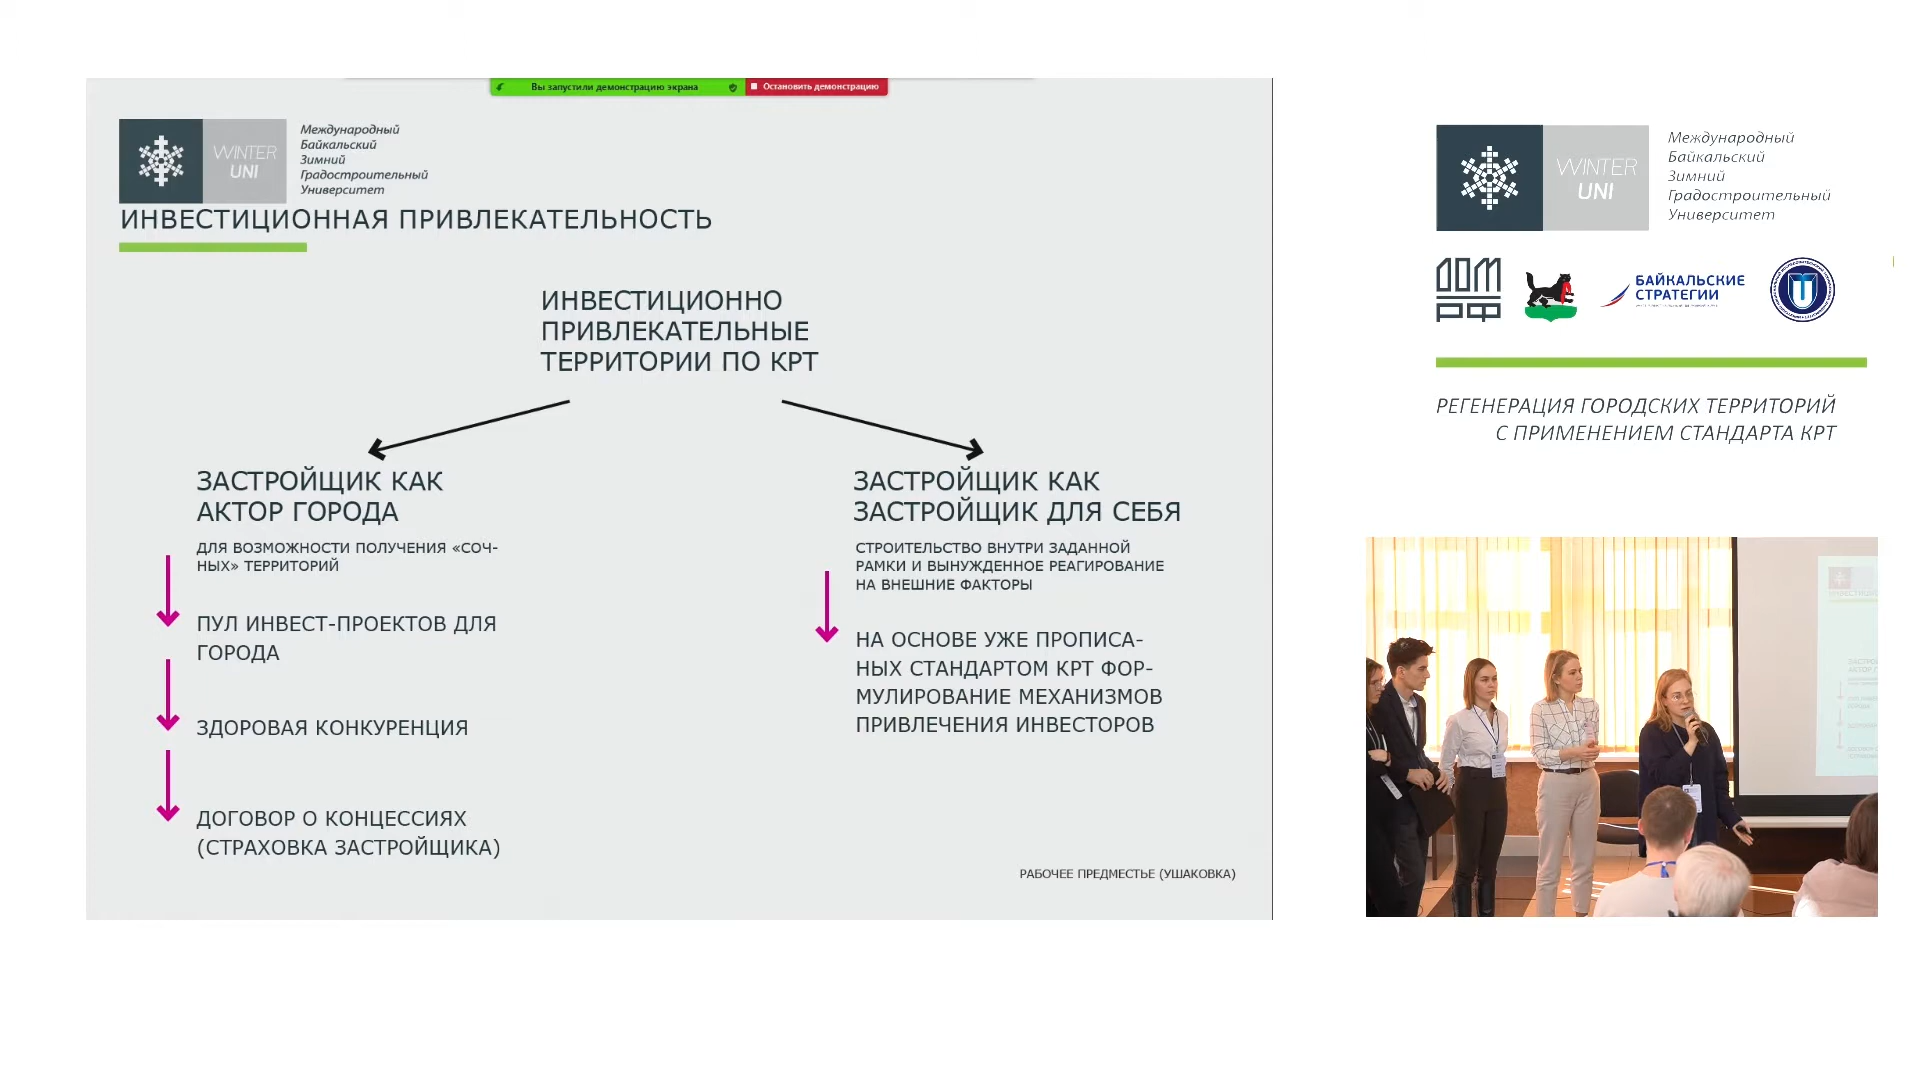 Вы запустили демонстрацию экрана
Остановить демонстрацию
WINTER
UNI
Международный
Байкальский
Зимний
Градостроительный
Университет
ИНВЕСТИЦИОННАЯ ПРИВЛЕКАТЕЛЬНОСТЬ
ИНВЕСТИЦИОННО
ПРИВЛЕКАТЕЛЬНЫЕ
ТЕРРИТОРИИ ПО КРТ
ЗАСТРОЙЩИК КАК
АКТОР ГОРОДА
ДЛЯ ВОЗМОЖНОСТИ ПОЛУЧЕНИЯ «СОЧ-
НЫХ» ТЕРРИТОРИЙ
ПУЛ ИНВЕСТ-ПРОЕКТОВ ДЛЯ
ГОРОДА
ЗДОРОВАЯ КОНКУРЕНЦИЯ
ДОГОВОР О КОНЦЕССИЯХ
(СТРАХОВКА ЗАСТРОЙЩИКА)
ЗАСТРОЙЩИК КАК
ЗАСТРОЙЩИК ДЛЯ СЕБЯ
СТРОИТЕЛЬСТВО ВНУТРИ ЗАДАННОЙ
РАМКИ И ВЫНУЖДЕННОЕ РЕАГИРОВАНИЕ
НА ВНЕШНИЕ ФАКТОРЫ
НА ОСНОВЕ УЖЕ ПРОПИСА-
НЫХ СТАНДАРТОМ КРТ ФОР-
МУЛИРОВАНИЕ МЕХАНИЗМОВ
ПРИВЛЕЧЕНИЯ ИНВЕСТОРОВ
РАБОЧЕЕ ПРЕДМЕСТЬЕ (УШАКОВКА)
WINTER
UNI
Международный
Байкальский
Зимний
Градостроительный
Университет
ДОМ
РФ
БАЙКАЛЬСКИЕ
СТРАТЕГИИ
РЕГЕНЕРАЦИЯ ГОРОДСКИХ ТЕРРИТОРИЙ
С ПРИМЕНЕНИЕМ СТАНДАРТА КРТ